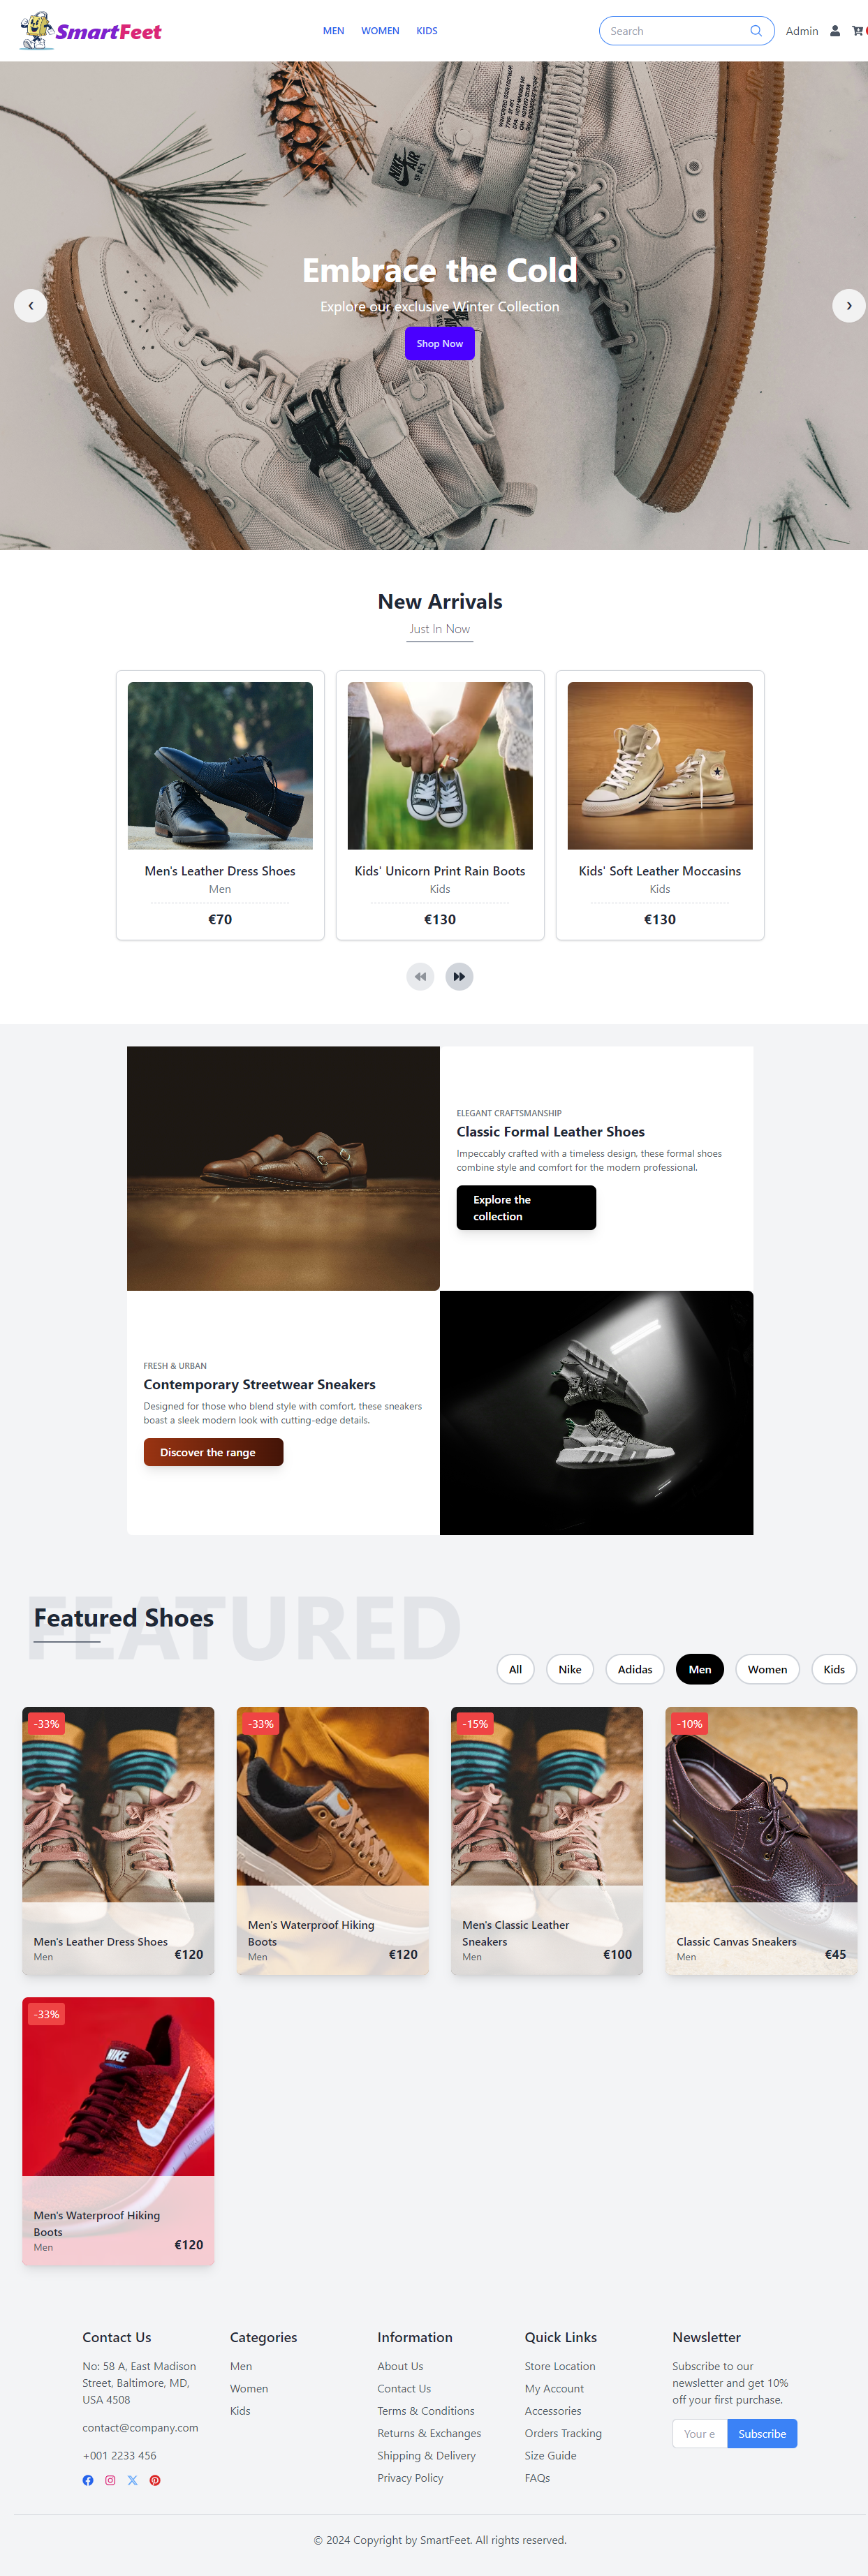 SmartFeet
MEN WOMEN KIDS
Search
Admin
NIKE AIR
Embrace the Cold
Explore our exclusive Winter Collection
Shop Now
New Arrivals
Just In Now
Men's Leather Dress Shoes
Men
€70
Kids' Unicorn Print Rain Boots
Kids
€130
Kids' Soft Leather Moccasins
Kids
€130
ELEGANT CRAFTSMANSHIP
Classic Formal Leather Shoes
Impeccably crafted with a timeless design, these formal shoes
combine style and comfort for the modern professional.
Explore the
collection
FRESH & URBAN
Contemporary Streetwear Sneakers
Designed for those who blend style with comfort, these sneakers
boast a sleek modern look with cutting-edge details.
Discover the range
FEATURED
Featured Shoes
All Nike Adidas Men Women Kids
-33%
Men's Leather Dress Shoes
Men
€120
-33%
Men's Waterproof Hiking
Boots
Men
€120
-15%
Men's Classic Leather
Sneakers
Men
€100
-10%
Classic Canvas Sneakers
Men
€45
-33%
NIKE
Men's Waterproof Hiking
Boots
Men
€120
Contact Us
No: 58 A, East Madison
Street, Baltimore, MD,
USA 4508
contact@company.com
+001 2233 456
Categories
Men
Women
Kids
Information
About Us
Contact Us
Terms & Conditions
Returns & Exchanges
Shipping & Delivery
Privacy Policy
Quick Links
Store Location
My Account
Accessories
Orders Tracking
Size Guide
FAQs
Newsletter
Subscribe to our
newsletter and get 10%
off your first purchase.
Your e
Subscribe
© 2024 Copyright by SmartFeet. All rights reserved.